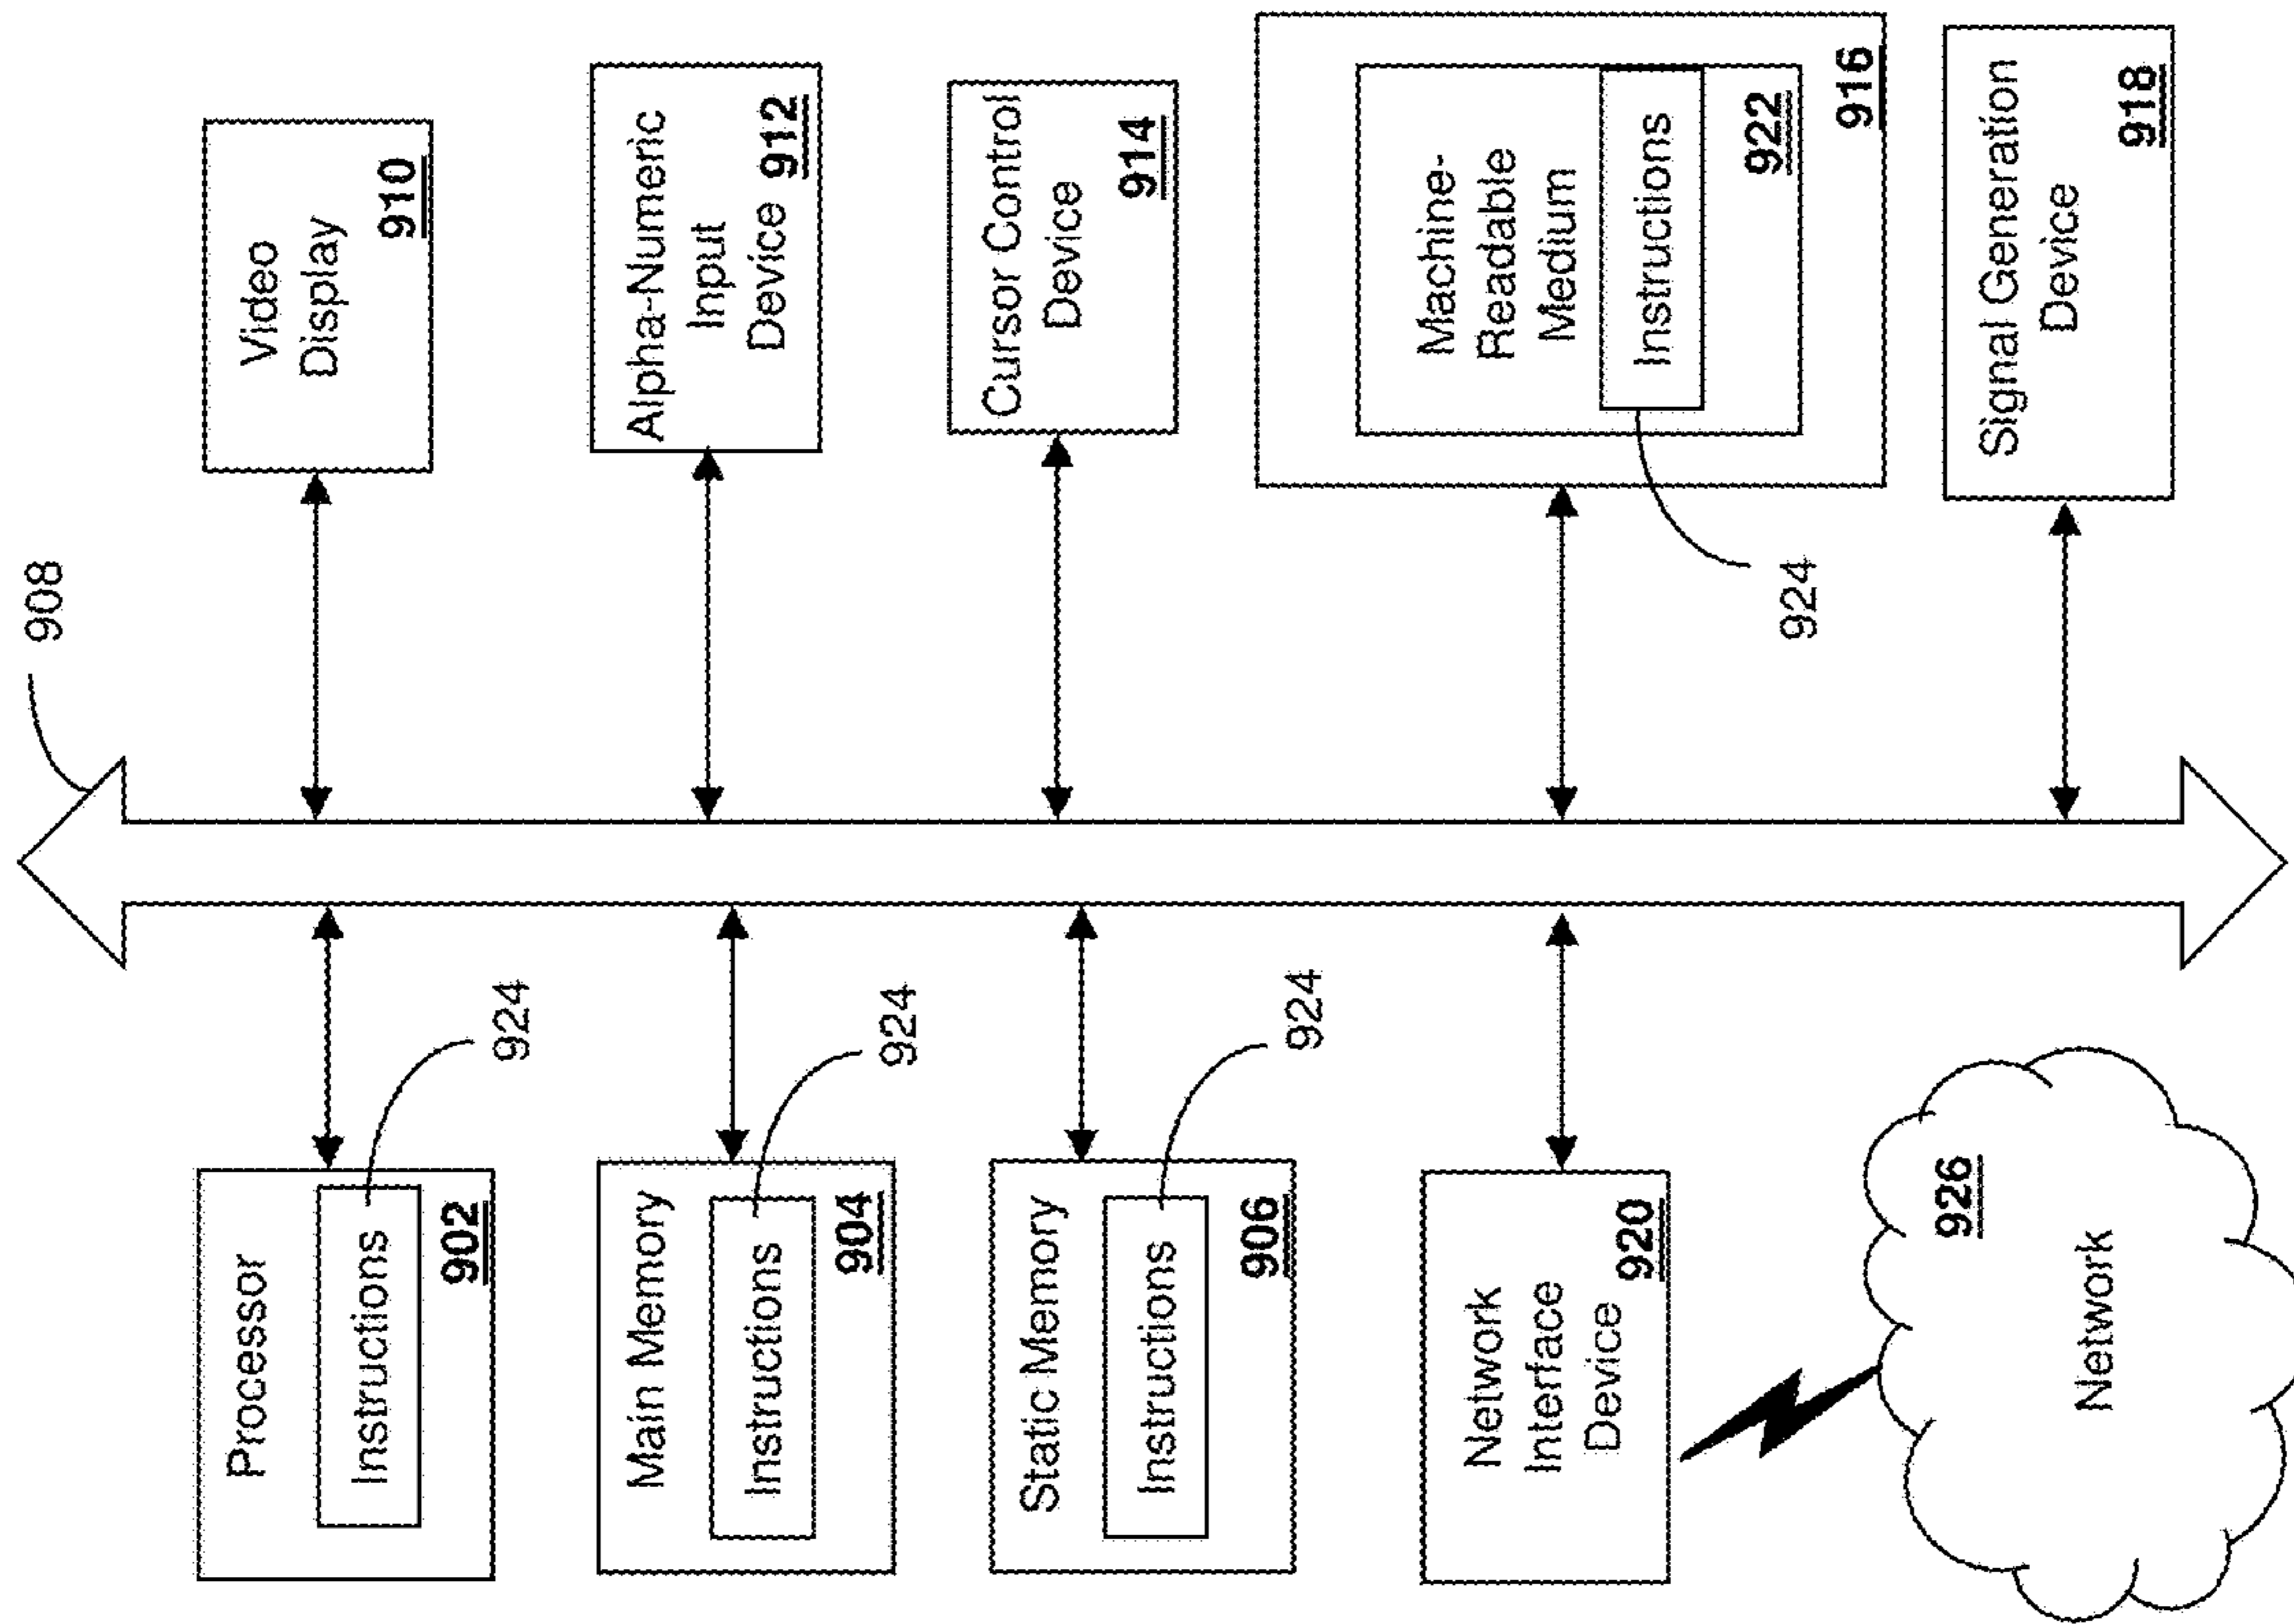 Processor
Instructions
902
924
Main Memory
Instructions
904
924
Static Memory
Instructions
906
924
Network
Interface
Device
920
926
Network
908
Video
Display
910
Alpha-Numeric
Input
Device
912
Cursor Control
Device
914
Machine-
Readable
Medium
Instructions
922
924
916
Signal Generation
Device
918